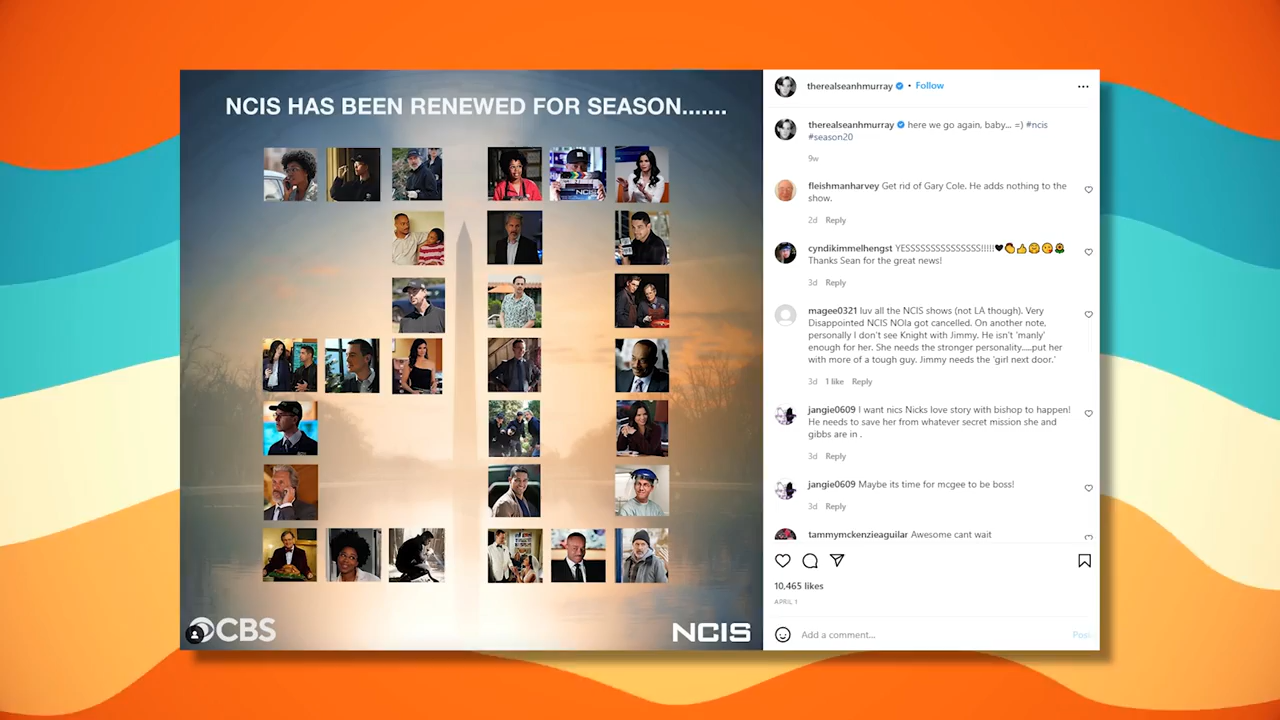 NCIS HAS BEEN RENEWED FOR SEASON.......
CBS
NCIS
therealseanhmurray • Follow
therealseanhmurray here we go again, baby... =) #ncis
#season20
9w
fleishmanharvey Get rid of Gary Cole. He adds nothing to the
show.
2d Reply
cyndikimmelhengst YESSSSSSSSSSSSSSS!!!!!🖤👏👍😤😘🌻
Thanks Sean for the great news!
3d Reply
magee0321 luv all the NCIS shows (not LA though). Very
Disappointed NCIS NOla got cancelled. On another note,
personally I don't see Knight with Jimmy. He isn't 'manly'
enough for her. She needs the stronger personality.....put her
with more of a tough guy. Jimmy needs the 'girl next door.'
3d 1 like Reply
jangie0609 I want nics Nicks love story with bishop to happen!
He needs to save her from whatever secret mission she and
gibbs are in .
3d Reply
jangie0609 Maybe its time for mcgee to be boss!
3d Reply
tammymckenzieaguilar Awesome cant wait
10,465 likes
APRIL 1
Add a comment...